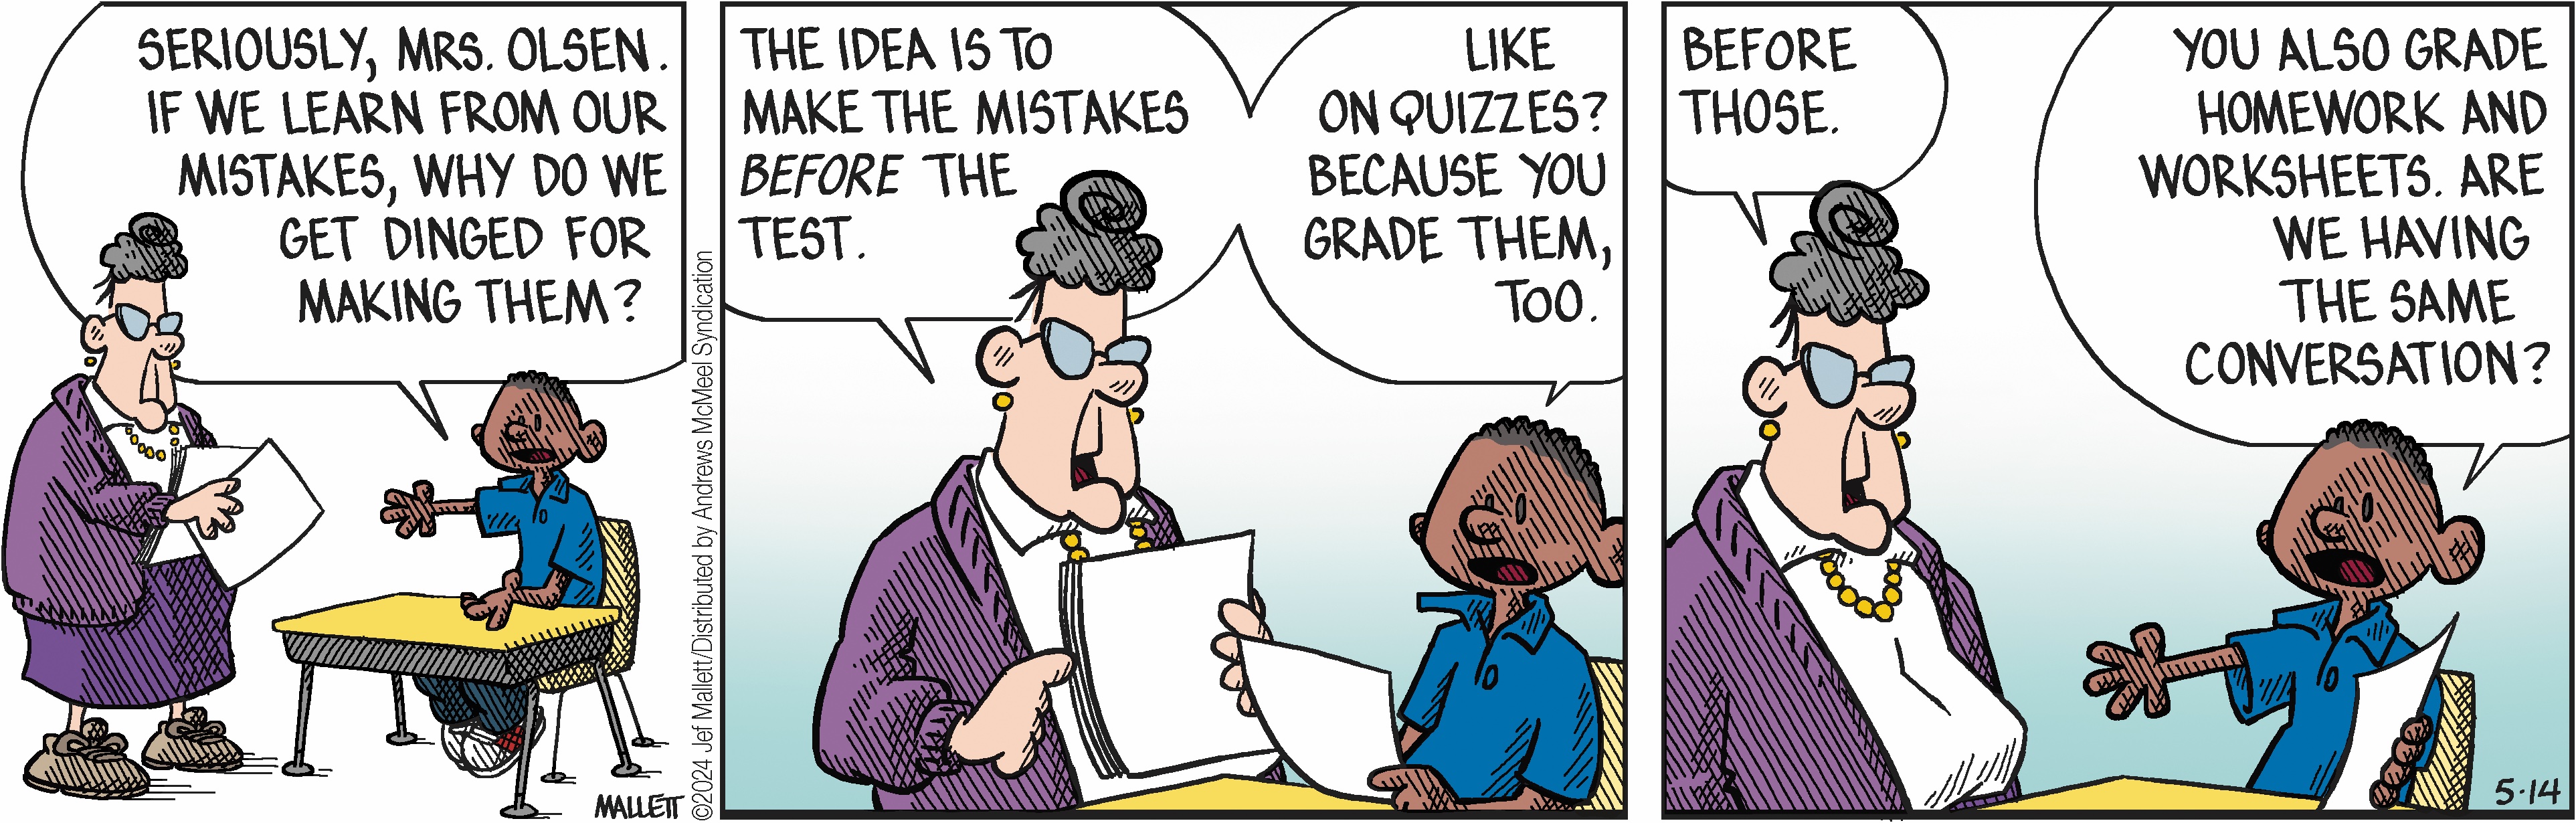 SERIOUSLY, MRS. OLSEN.
IF WE LEARN FROM OUR
MISTAKES, WHY DO WE
GET DINGED FOR
MAKING THEM?
MALLETT
©2024 Jef Mallett/Distributed by Andrews McMeel Syndication
THE IDEA IS TO
MAKE THE MISTAKES
BEFORE THE
TEST.
LIKE
ON QUIZZES?
BECAUSE YOU
GRADE THEM,
TOO.
BEFORE
THOSE.
YOU ALSO GRADE
HOMEWORK AND
WORKSHEETS. ARE
WE HAVING
THE SAME
CONVERSATION?
5·14